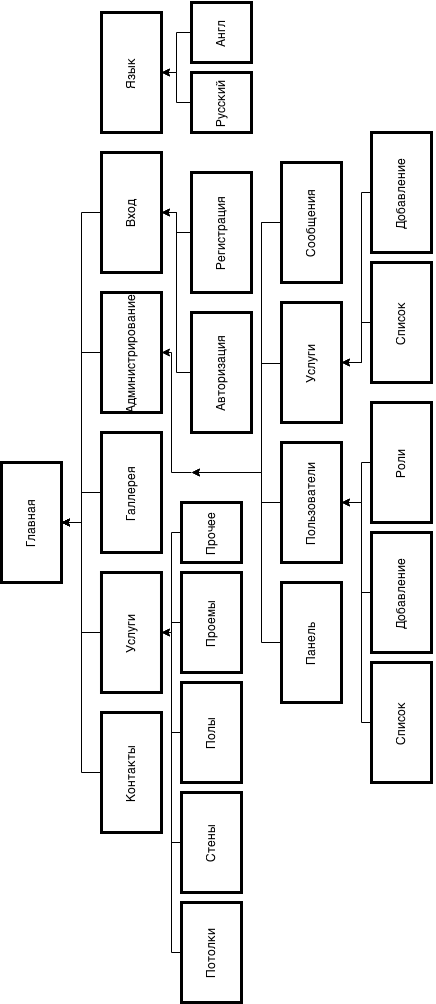 Главная
Контакты
Услуги
Галлерея
Администрирование
Вход
Язык
Потолки
Стены
Полы
Проемы
Прочее
Авторизация
Регистрация
Русский
Англ
Панель
Пользователи
Услуги
Сообщения
Список
Добавление
Роли
Список
Добавление